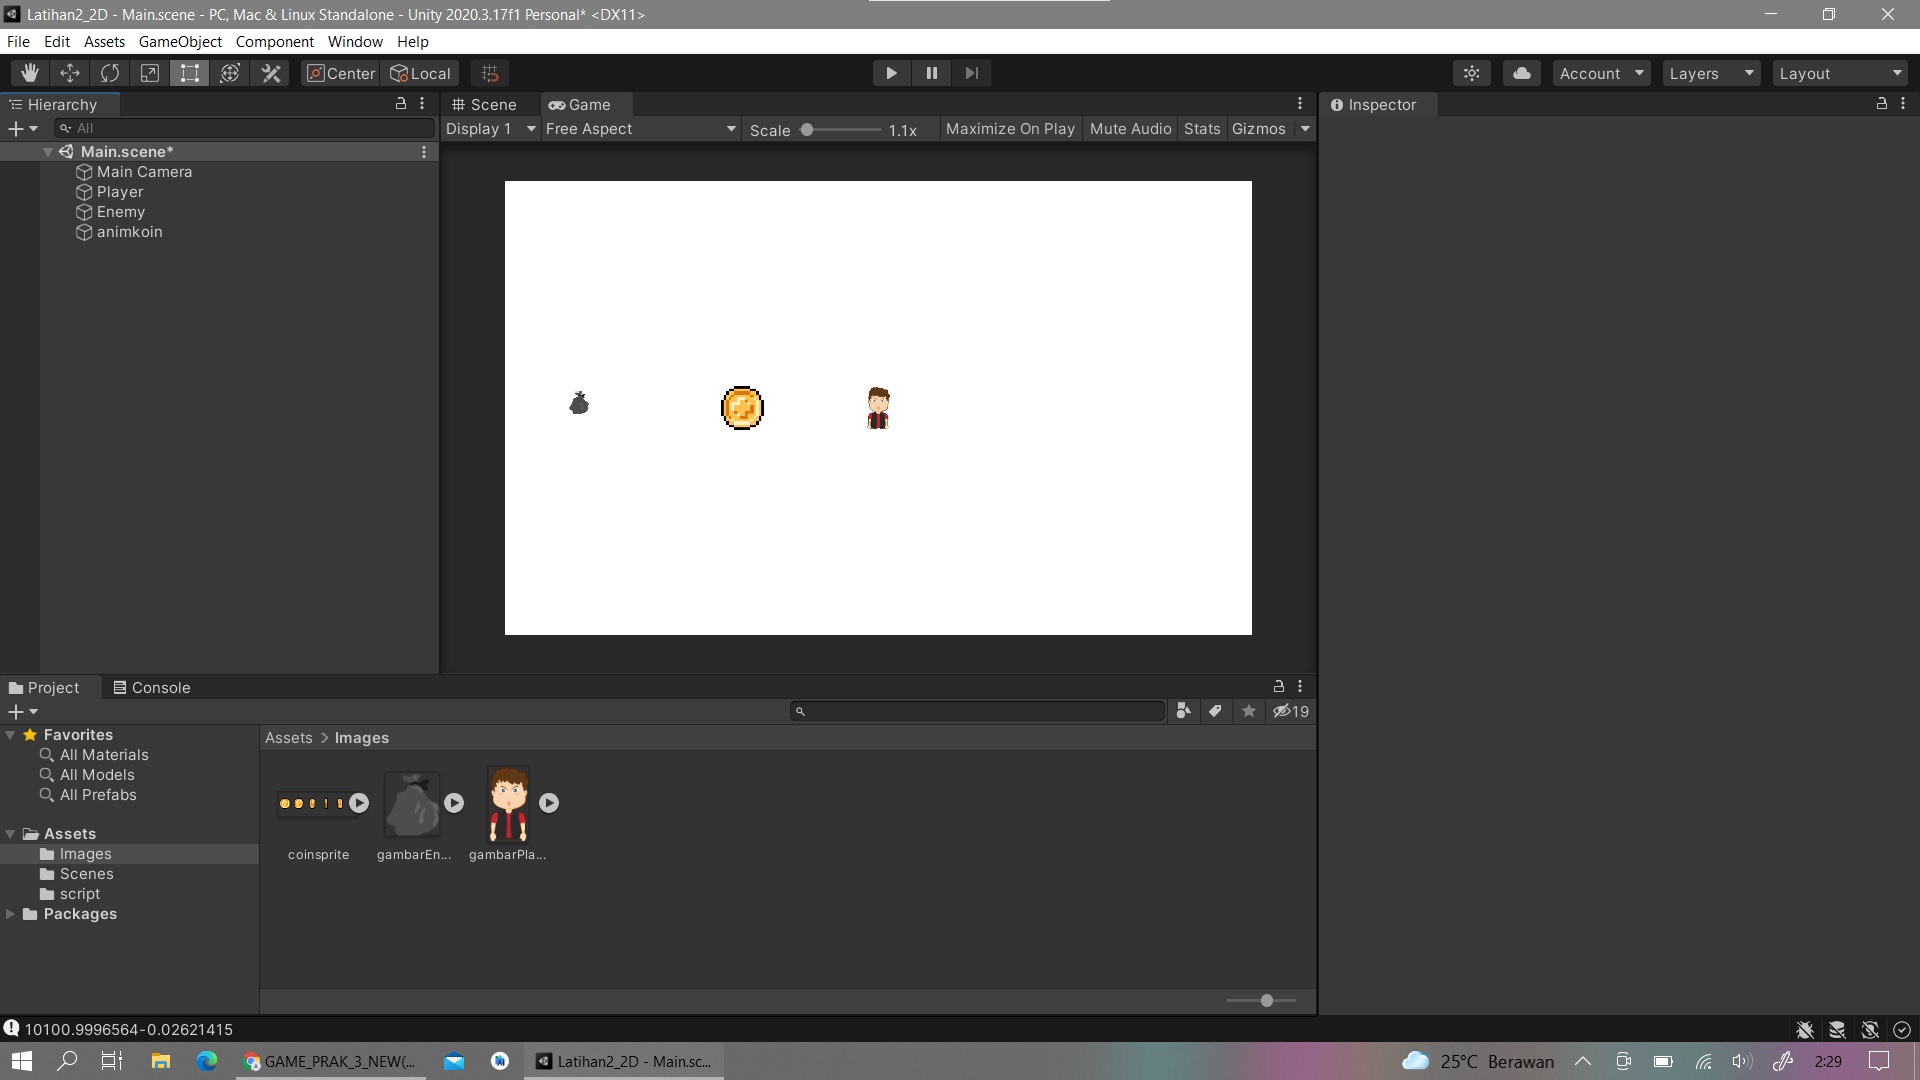 Latihan2_2D - Main.scene - PC, Mac & Linux Standalone - Unity 2020.3.17f1 Personal* <DX11>
File Edit Assets GameObject Component Window Help
Center Local Account Layers Layout
Hierarchy
All
Main.scene*
Main Camera
Player
Enemy
animkoin
Scene Game
Display 1 Free Aspect Scale 1.1x Maximize On Play Mute Audio Stats Gizmos
Inspector
Project Console
19
Favorites
All Materials
All Models
All Prefabs
Assets
Images
Scenes
script
Packages
Assets > Images
coinsprite gambarEn... gambarPla...
10100.9996564-0.02621415
GAME_PRAK_3_NEW(... Latihan2_2D - Main.sc... 25°C Berawan 2:29